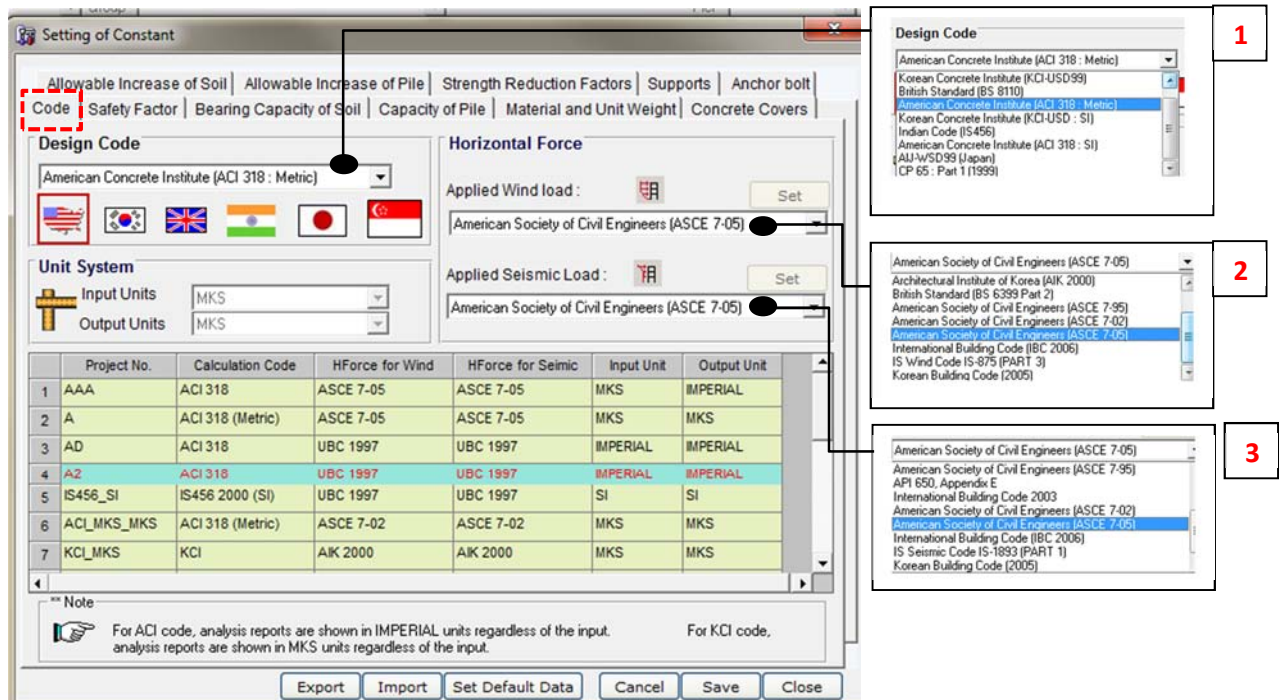 Group
Setting of Constant
Allowable Increase of Soil Allowable Increase of Pile Strength Reduction Factors Supports Anchor bolt
Code Safety Factor Bearing Capacity of Soil Capacity of Pile Material and Unit Weight Concrete Covers
Design Code
American Concrete Institute (ACI 318 : Metric)
Unit System
Input Units MKS
Output Units MKS
Horizontal Force
Applied Wind load : Set
American Society of Civil Engineers (ASCE 7-05)
Applied Seismic Load : Set
American Society of Civil Engineers (ASCE 7-05)
Project No. Calculation Code HForce for Wind HForce for Seimic Input Unit Output Unit
1 AAA ACI 318 ASCE 7-05 ASCE 7-05 MKS IMPERIAL
2 A ACI 318 (Metric) ASCE 7-05 ASCE 7-05 MKS MKS
3 AD ACI 318 UBC 1997 UBC 1997 IMPERIAL IMPERIAL
4 A2 ACI 318 UBC 1997 UBC 1997 IMPERIAL IMPERIAL
5 IS456_SI IS456 2000 (SI) UBC 1997 UBC 1997 SI SI
6 ACI_MKS_MKS ACI 318 (Metric) ASCE 7-02 ASCE 7-02 MKS MKS
7 KCI_MKS KCI AIK 2000 AIK 2000 MKS MKS
** Note
For ACI code, analysis reports are shown in IMPERIAL units regardless of the input. For KCI code,
analysis reports are shown in MKS units regardless of the input.
Export Import Set Default Data Cancel Save Close
1
Design Code
American Concrete Institute (ACI 318 : Metric)
Korean Concrete Institute (KCI-USD99)
British Standard (BS 8110)
American Concrete Institute (ACI 318 : Metric)
Korean Concrete Institute (KCI-USD : SI)
Indian Code (IS456)
American Concrete Institute (ACI 318 : SI)
AIJ-WSD99 (Japan)
CP 65 : Part 1 (1999)
2
American Society of Civil Engineers (ASCE 7-05)
Architectural Institute of Korea (AIK 2000)
British Standard (BS 6399 Part 2)
American Society of Civil Engineers (ASCE 7-95)
American Society of Civil Engineers (ASCE 7-02)
American Society of Civil Engineers (ASCE 7-05)
International Building Code (IBC 2006)
IS Wind Code IS-875 (PART 3)
Korean Building Code (2005)
3
American Society of Civil Engineers (ASCE 7-05)
American Society of Civil Engineers (ASCE 7-95)
API 650, Appendix E
International Building Code 2003
American Society of Civil Engineers (ASCE 7-02)
American Society of Civil Engineers (ASCE 7-05)
International Building Code (IBC 2006)
IS Seismic Code IS-1893 (PART 1)
Korean Building Code (2005)